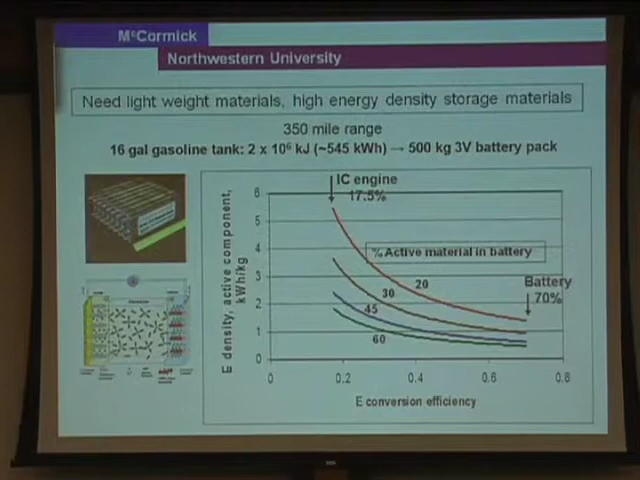 McCormick
Northwestern University
Need light weight materials, high energy density storage materials
350 mile range
16 gal gasoline tank: 2 x 10⁶ kJ (~545 kWh) → 500 kg 3V battery pack
IC engine
17.5%
% Active material in battery
20
30
45
60
Battery
70%
E density, active component,
kWh/kg
6
5
4
3
2
1
0
0
0.2
0.4
0.6
0.8
E conversion efficiency